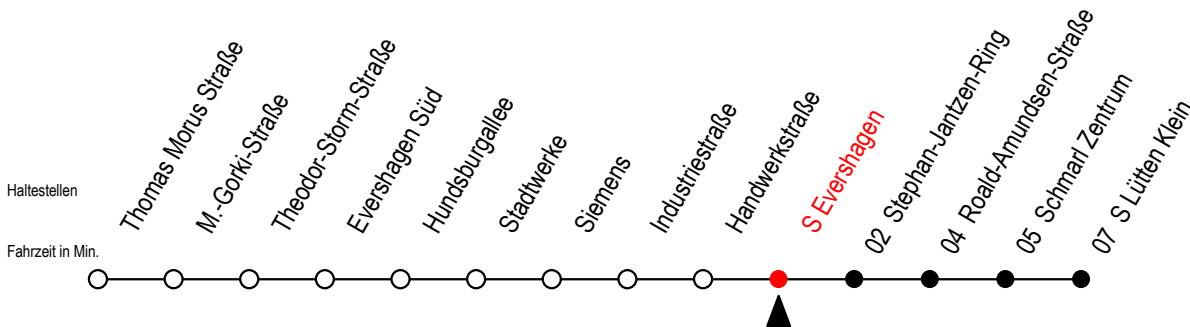 Haltestellen
Thomas Morus Straße
M.-Gorki-Straße
Theodor-Storm-Straße
Evershagen Süd
Hundsburgallee
Stadtwerke
Siemens
Industriestraße
Handwerkstraße
S Evershagen
02 Stephan-Jantzen-Ring
04 Roald-Amundsen-Straße
05 Schmarl Zentrum
07 S Lütten Klein
Fahrzeit in Min.